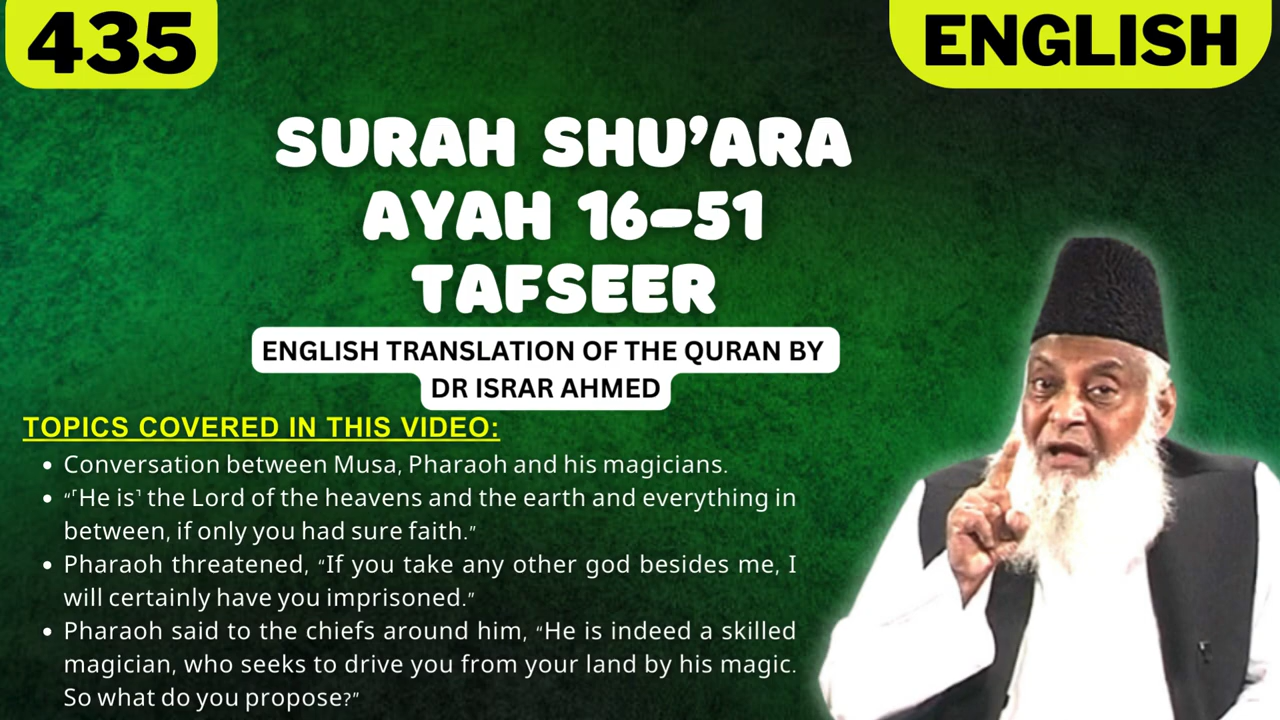 435
ENGLISH
SURAH SHU’ARA
AYAH 16–51
TAFSEER
ENGLISH TRANSLATION OF THE QURAN BY
DR ISRAR AHMED
TOPICS COVERED IN THIS VIDEO:
• Conversation between Musa, Pharaoh and his magicians.
• “˹He is˺ the Lord of the heavens and the earth and everything in
between, if only you had sure faith.”
• Pharaoh threatened, “If you take any other god besides me, I
will certainly have you imprisoned.”
• Pharaoh said to the chiefs around him, “He is indeed a skilled
magician, who seeks to drive you from your land by his magic.
So what do you propose?”